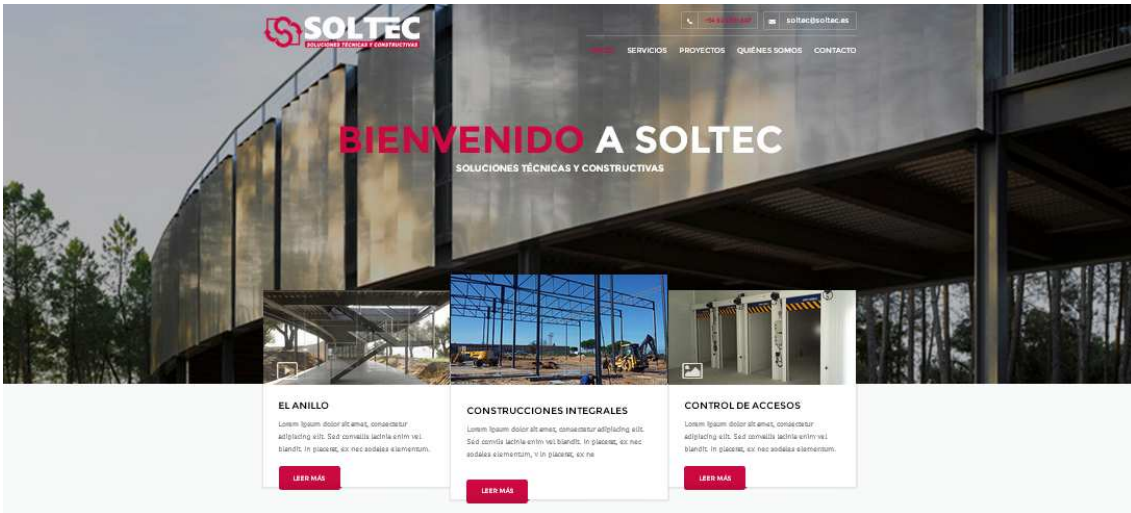 SOLTEC
SOLUCIONES TÉCNICAS Y CONSTRUCTIVAS
soltec@soltec.es
SERVICIOS PROYECTOS QUIÉNES SOMOS CONTACTO
BIENVENIDO A SOLTEC
SOLUCIONES TÉCNICAS Y CONSTRUCTIVAS
EL ANILLO
Lorem ipsum dolor sit amet, consectetur
adipiscing elit. Sed convallis lacinia enim vel
blandit. In placerat, ex nec sodales elementum.
LEER MÁS
CONSTRUCCIONES INTEGRALES
Lorem ipsum dolor sit amet, consectetur adipiscing elit.
Sed lacinia enim vel blandit. In placerat, ex nec
sodales elementum, v in placerat, ex ne
LEER MÁS
CONTROL DE ACCESOS
Lorem ipsum dolor sit amet, consectetur
adipiscing elit. Sed convallis lacinia enim vel
blandit. In placerat, ex nec sodales elementum.
LEER MÁS